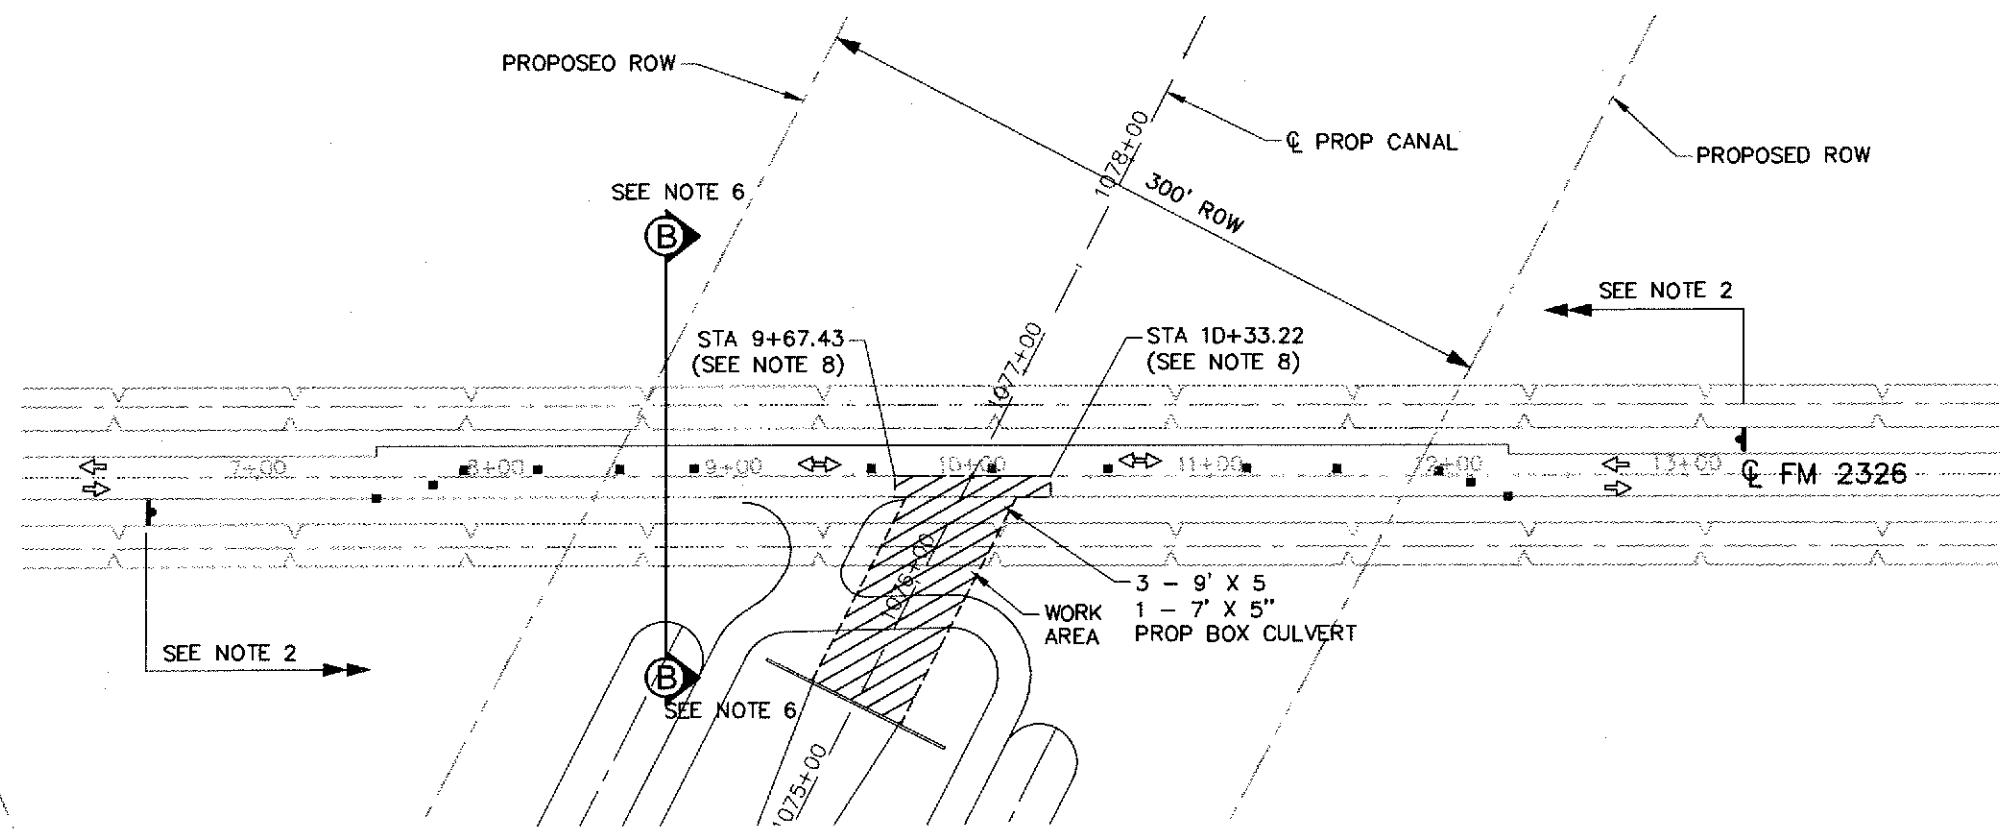 PROPOSEO ROW
1078+00
℄ PROP CANAL
PROPOSED ROW
SEE NOTE 6
B
300' ROW
SEE NOTE 2
STA 9+67.43
(SEE NOTE 8)
1077+00
STA 1D+33.22
(SEE NOTE 8)
7+00
8+00
9+00
10+00
11+00
2+00
13+00
℄ FM 2326
1076+00
3 - 9' X 5
1 - 7' X 5"
PROP BOX CULVERT
WORK
AREA
SEE NOTE 2
B
SEE NOTE 6
1075+00